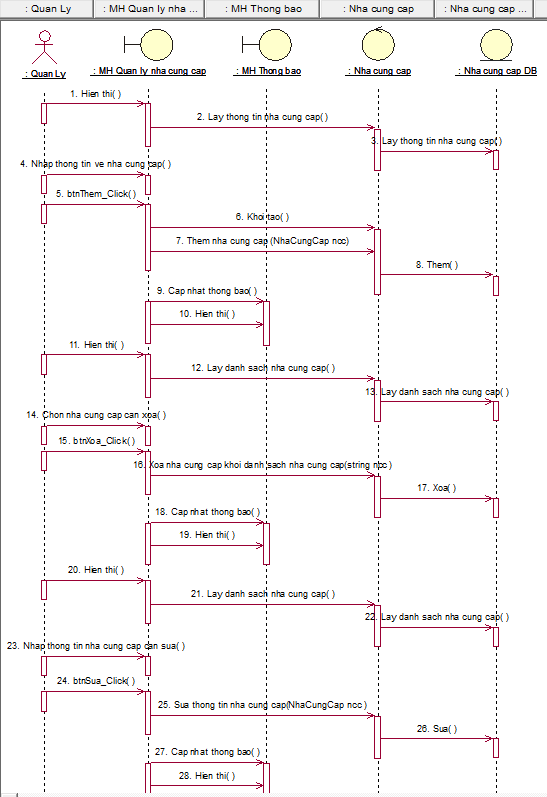 : Quan Ly
: MH Quan ly nha ...
: MH Thong bao
: Nha cung cap
: Nha cung cap ...
: Quan Ly
: MH Quan ly nha cung cap
: MH Thong bao
: Nha cung cap
: Nha cung cap DB
1. Hien thi( )
2. Lay thong tin nha cung cap( )
3. Lay thong tin nha cung cap( )
4. Nhap thong tin ve nha cung cap( )
5. btnThem_Click( )
6. Khoi tao( )
7. Them nha cung cap (NhaCungCap ncc)
8. Them( )
9. Cap nhat thong bao( )
10. Hien thi( )
11. Hien thi( )
12. Lay danh sach nha cung cap( )
13. Lay danh sach nha cung cap( )
14. Chon nha cung cap can xoa( )
15. btnXoa_Click( )
16. Xoa nha cung cap khoi danh sach nha cung cap(string ncc)
17. Xoa( )
18. Cap nhat thong bao( )
19. Hien thi( )
20. Hien thi( )
21. Lay danh sach nha cung cap( )
22. Lay danh sach nha cung cap( )
23. Nhap thong tin nha cung cap can sua( )
24. btnSua_Click( )
25. Sua thong tin nha cung cap(NhaCungCap ncc)
26. Sua( )
27. Cap nhat thong bao( )
28. Hien thi( )